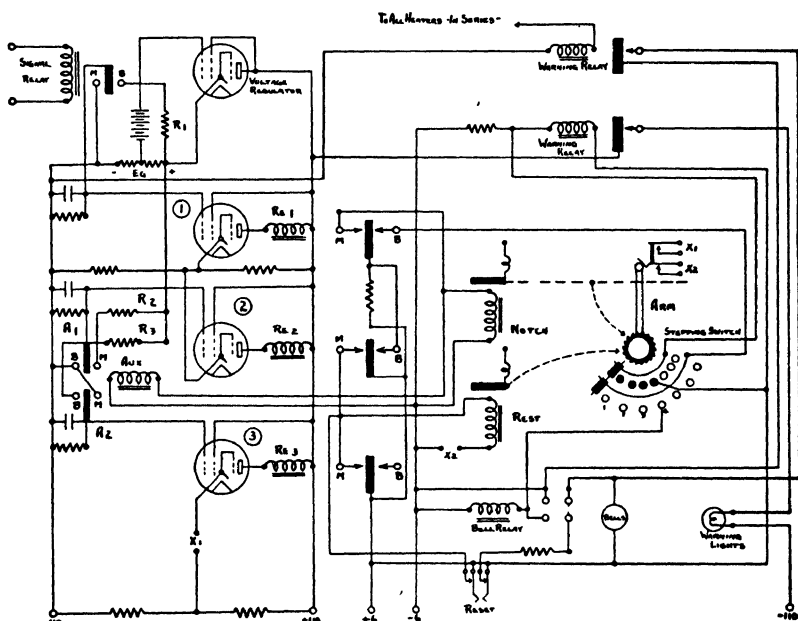 To All Heaters -In Series-
Signal
Relay
M
B
Voltage
Regulator
R1
- EG +
Warning Relay
Warning
Relay
1
Re 1
M
B
X1
X2
Arm
2
R2
R3
A1
Re 2
Notch
Stepping Switch
B
M
Aux
M
B
B
M
A2
3
Re 3
Rest
X2
M
B
X1
Bell Relay
Bells
Warning
Lights
Reset
+110
+6
-6
-110